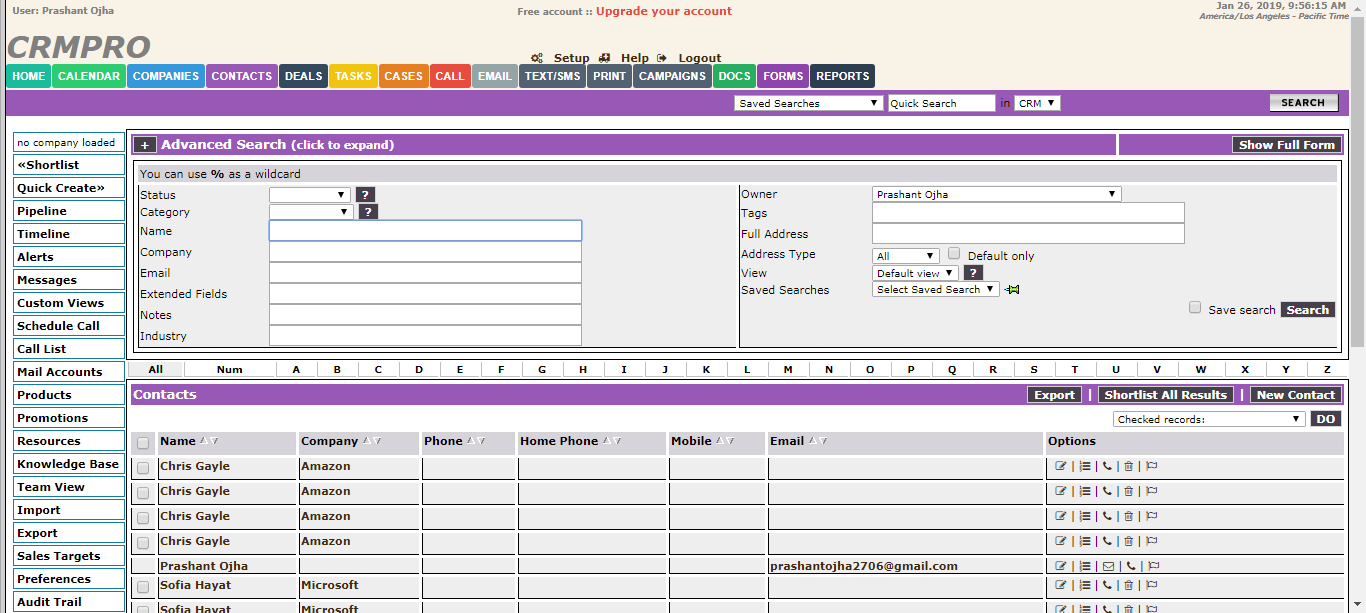 User: Prashant Ojha
Free account :: Upgrade your account
Jan 26, 2019, 9:56:15 AM
America/Los Angeles - Pacific Time
CRMPRO
Setup Help Logout
HOME CALENDAR COMPANIES CONTACTS DEALS TASKS CASES CALL EMAIL TEXT/SMS PRINT CAMPAIGNS DOCS FORMS REPORTS
Saved Searches Quick Search in CRM SEARCH
no company loaded
«Shortlist
Quick Create»
Pipeline
Timeline
Alerts
Messages
Custom Views
Schedule Call
Call List
Mail Accounts
Products
Promotions
Resources
Knowledge Base
Team View
Import
Export
Sales Targets
Preferences
Audit Trail
+ Advanced Search (click to expand) Show Full Form
You can use % as a wildcard
Status ?
Category ?
Name
Company
Email
Extended Fields
Notes
Industry
Owner Prashant Ojha
Tags
Full Address
Address Type All Default only
View Default view ?
Saved Searches Select Saved Search
Save search Search
All Num A B C D E F G H I J K L M N O P Q R S T U V W X Y Z
Contacts Export | Shortlist All Results | New Contact
Checked records: DO
Name Company Phone Home Phone Mobile Email Options
Chris Gayle Amazon | | | |
Chris Gayle Amazon | | | |
Chris Gayle Amazon | | | |
Chris Gayle Amazon | | | |
Prashant Ojha prashantojha2706@gmail.com | | | |
Sofia Hayat Microsoft | | | |
Sofia Hayat Microsoft | | | |